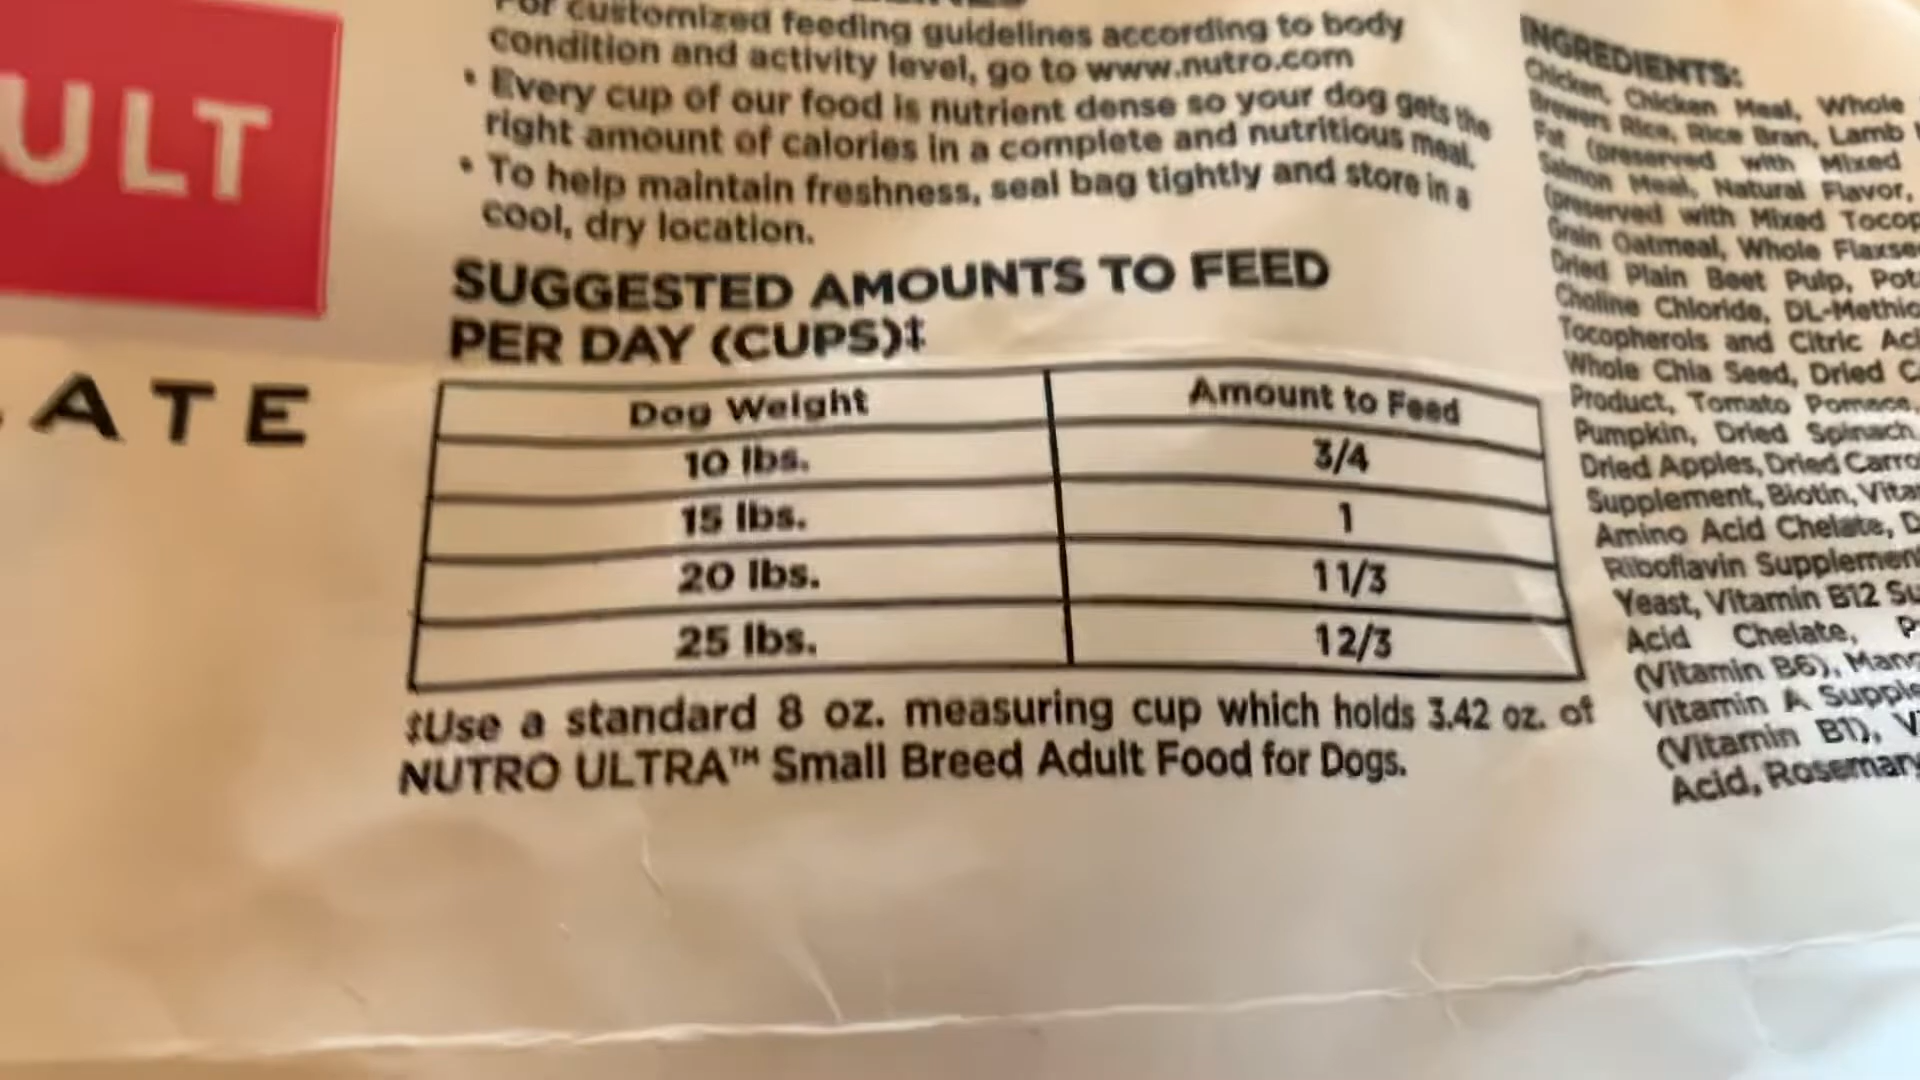 ULT
ATE
For customized feeding guidelines according to body
condition and activity level, go to www.nutro.com
• Every cup of our food is nutrient dense so your dog gets the
right amount of calories in a complete and nutritious meal.
• To help maintain freshness, seal bag tightly and store in a
cool, dry location.
SUGGESTED AMOUNTS TO FEED
PER DAY (CUPS)‡
Dog Weight Amount to Feed
10 lbs. 3/4
15 lbs. 1
20 lbs. 1 1/3
25 lbs. 1 2/3
‡Use a standard 8 oz. measuring cup which holds 3.42 oz. of
NUTRO ULTRA™ Small Breed Adult Food for Dogs.
INGREDIENTS:
Chicken, Chicken Meal, Whole
Brewers Rice, Rice Bran, Lamb
Fat (preserved with Mixed
Salmon Meal, Natural Flavor,
(preserved with Mixed Tocop
Grain Oatmeal, Whole Flaxse
Dried Plain Beet Pulp, Pot
Choline Chloride, DL-Methio
Tocopherols and Citric Aci
Whole Chia Seed, Dried C
Product, Tomato Pomace,
Pumpkin, Dried Spinach,
Dried Apples, Dried Carro
Supplement, Biotin, Vita
Amino Acid Chelate, D
Riboflavin Supplement
Yeast, Vitamin B12 Su
Acid Chelate, P
(Vitamin B6), Mang
Vitamin A Supple
(Vitamin B1), Vi
Acid, Rosemary